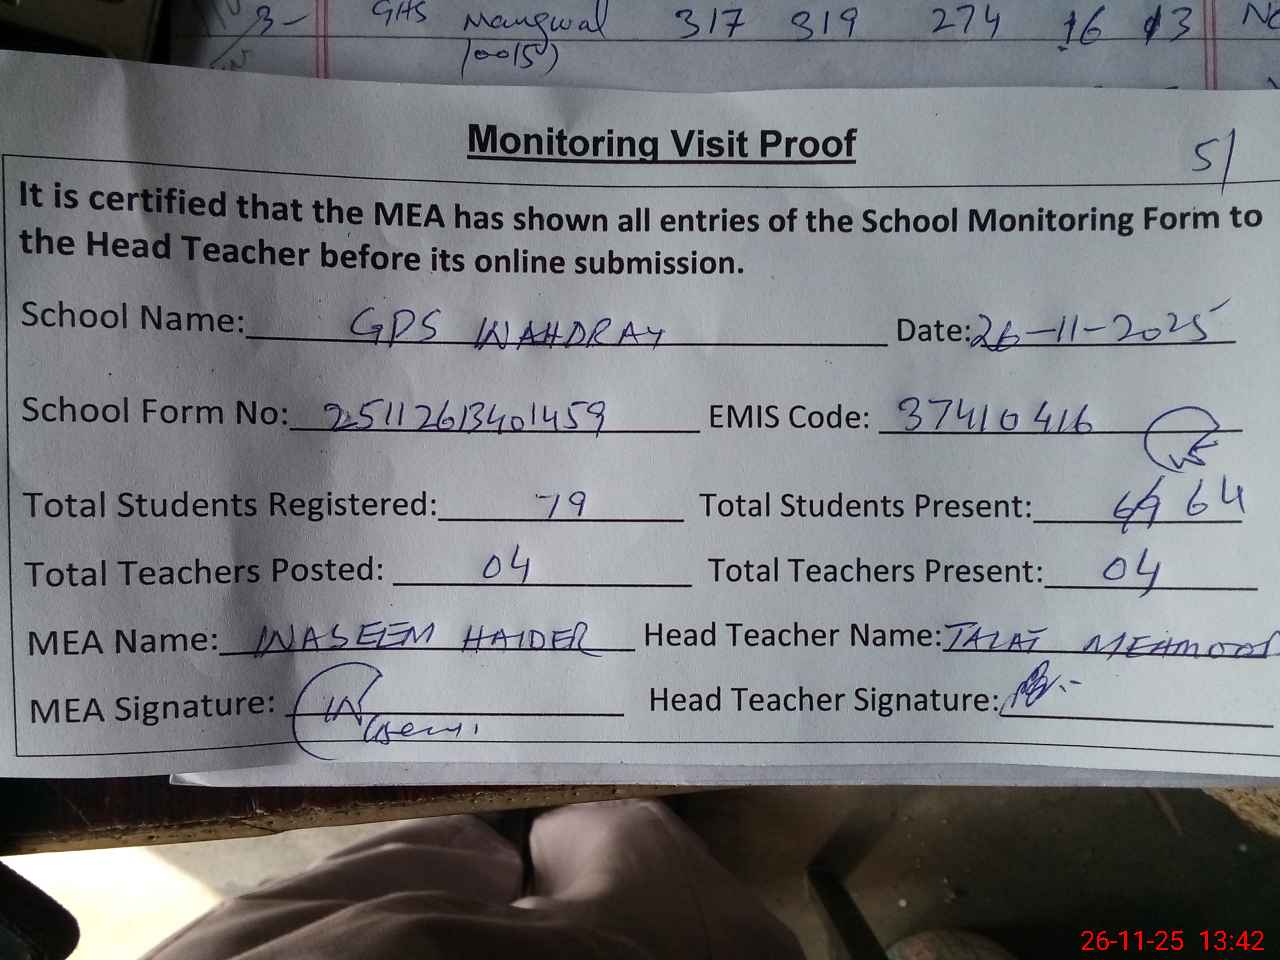 3- GHS Mangwal 317 319 274 16 13
10015)
Monitoring Visit Proof
51
It is certified that the MEA has shown all entries of the School Monitoring Form to
the Head Teacher before its online submission.
School Name: GPS WAHDRAY Date: 26-11-2025
School Form No: 25112613401459 EMIS Code: 37410416
Total Students Registered: 79 Total Students Present: 64
Total Teachers Posted: 04 Total Teachers Present: 04
MEA Name: WASEEM HAIDER Head Teacher Name: TALAT MEHMOOD
MEA Signature: Head Teacher Signature:
26-11-25 13:42